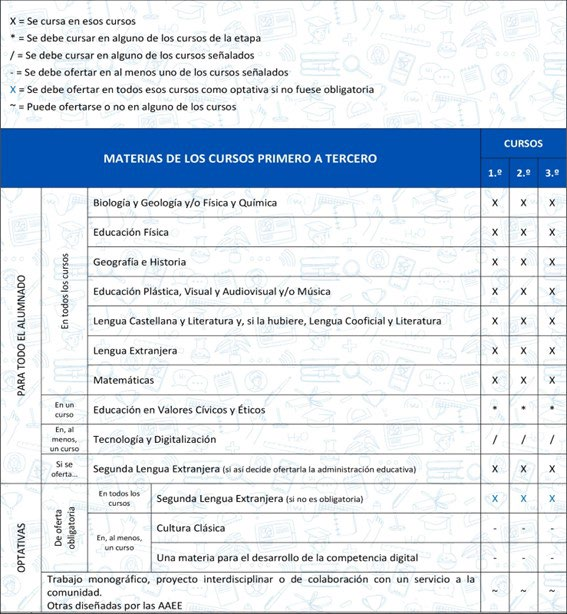 X = Se cursa en esos cursos
* = Se debe cursar en alguno de los cursos de la etapa
/ = Se debe cursar en alguno de los cursos señalados
- = Se debe ofertar en al menos uno de los cursos señalados
X = Se debe ofertar en todos esos cursos como optativa si no fuese obligatoria
~ = Puede ofertarse o no en alguno de los cursos
MATERIAS DE LOS CURSOS PRIMERO A TERCERO
CURSOS
1.º 2.º 3.º
PARA TODO EL ALUMNADO
En todos los cursos
Biología y Geología y/o Física y Química X X X
Educación Física X X X
Geografía e Historia X X X
Educación Plástica, Visual y Audiovisual y/o Música X X X
Lengua Castellana y Literatura y, si la hubiere, Lengua Cooficial y Literatura X X X
Lengua Extranjera X X X
Matemáticas X X X
En un
curso
Educación en Valores Cívicos y Éticos * * *
En, al
menos,
un curso
Tecnología y Digitalización / / /
Si se
oferta...
Segunda Lengua Extranjera (si así decide ofertarla la administración educativa) X X X
OPTATIVAS
De oferta
obligatoria
En todos los
cursos
Segunda Lengua Extranjera (si no es obligatoria) X X X
En, al menos,
un curso
Cultura Clásica - - -
Una materia para el desarrollo de la competencia digital - - -
Trabajo monográfico, proyecto interdisciplinar o de colaboración con un servicio a la
comunidad.
Otras diseñadas por las AAEE
~ ~ ~